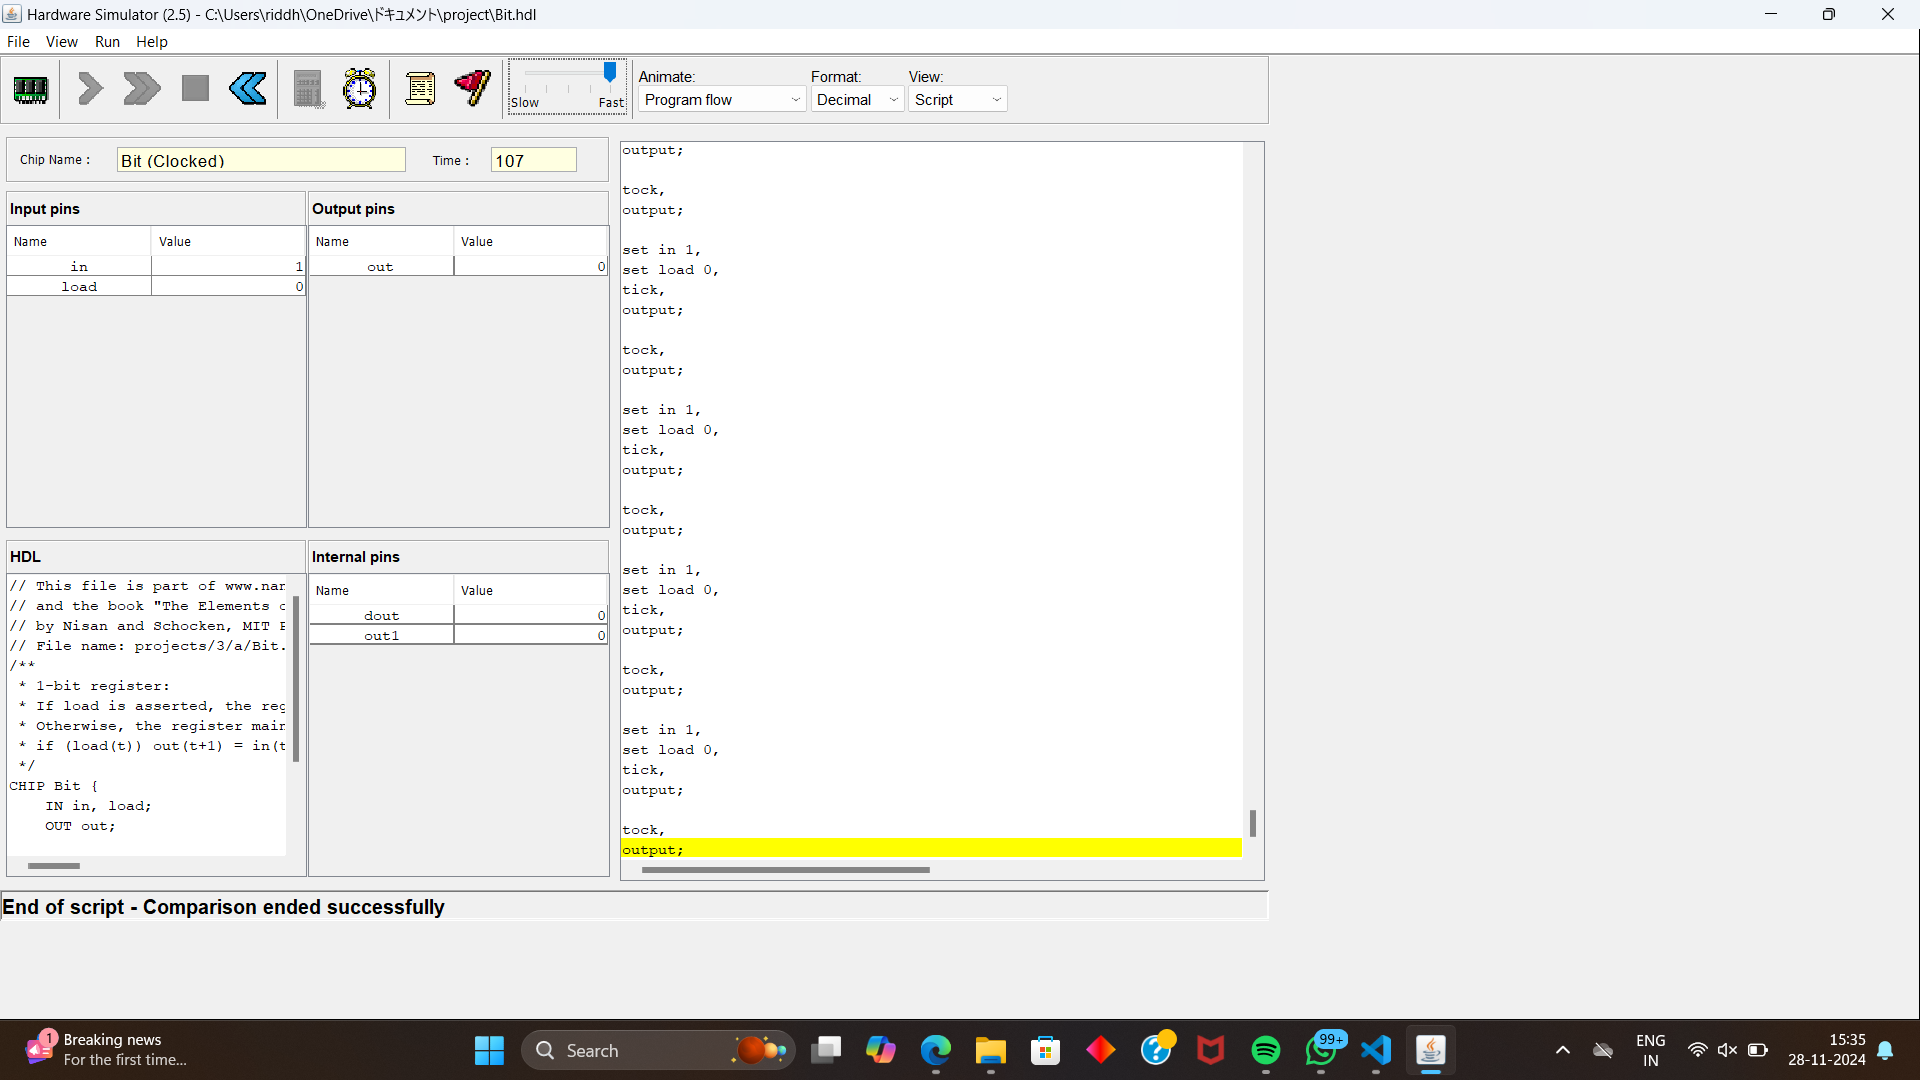 Hardware Simulator (2.5) - C:\Users\riddh\OneDrive\ドキュメント\project\Bit.hdl
File View Run Help
Slow Fast
Animate: Format: View:
Program flow Decimal Script
Chip Name : Bit (Clocked) Time : 107
Input pins
Name Value
in 1
load 0
Output pins
Name Value
out 0
HDL
// This file is part of www.nan
// and the book "The Elements o
// by Nisan and Schocken, MIT P
// File name: projects/3/a/Bit.
/**
* 1-bit register:
* If load is asserted, the reg
* Otherwise, the register main
* if (load(t)) out(t+1) = in(t
*/
CHIP Bit {
IN in, load;
OUT out;
Internal pins
Name Value
dout 0
out1 0
output;
tock,
output;
set in 1,
set load 0,
tick,
output;
tock,
output;
set in 1,
set load 0,
tick,
output;
tock,
output;
set in 1,
set load 0,
tick,
output;
tock,
output;
set in 1,
set load 0,
tick,
output;
tock,
output;
End of script - Comparison ended successfully
1
Breaking news
For the first time...
Search
99+
ENG
IN
15:35
28-11-2024